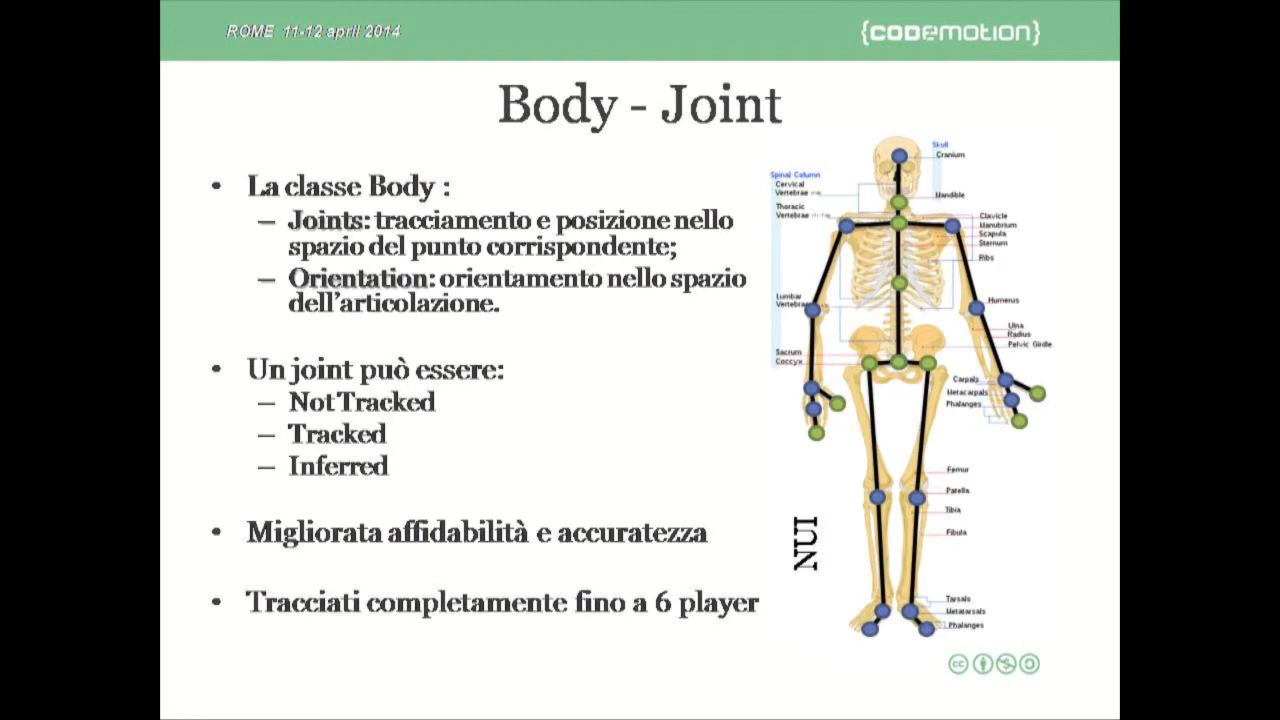 ROME 11-12 april 2014
{CODEMOTION}
Body - Joint
• La classe Body :
– Joints: tracciamento e posizione nello
spazio del punto corrispondente;
– Orientation: orientamento nello spazio
dell'articolazione.
• Un joint può essere:
– Not Tracked
– Tracked
– Inferred
• Migliorata affidabilità e accuratezza
• Tracciati completamente fino a 6 player
Skull
Cranium
Mandible
Spinal Column
Cervical
Vertebrae
Thoracic
Vertebrae
Lumbar
Vertebrae
Sacrum
Coccyx
Clavicle
Manubrium
Scapula
Sternum
Ribs
Humerus
Ulna
Radius
Pelvic Girdle
Carpals
Metacarpals
Phalanges
Femur
Patella
Tibia
Fibula
Tarsals
Metatarsals
Phalanges
NUI
cc